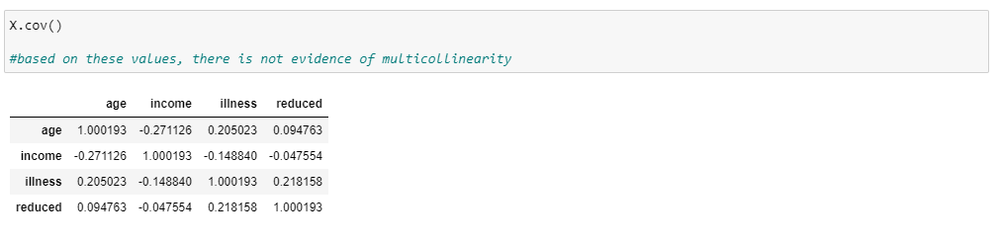 X.cov()
#based on these values, there is not evidence of multicollinearity
age income illness reduced
age 1.000193 -0.271126 0.205023 0.094763
income -0.271126 1.000193 -0.148840 -0.047554
illness 0.205023 -0.148840 1.000193 0.218158
reduced 0.094763 -0.047554 0.218158 1.000193